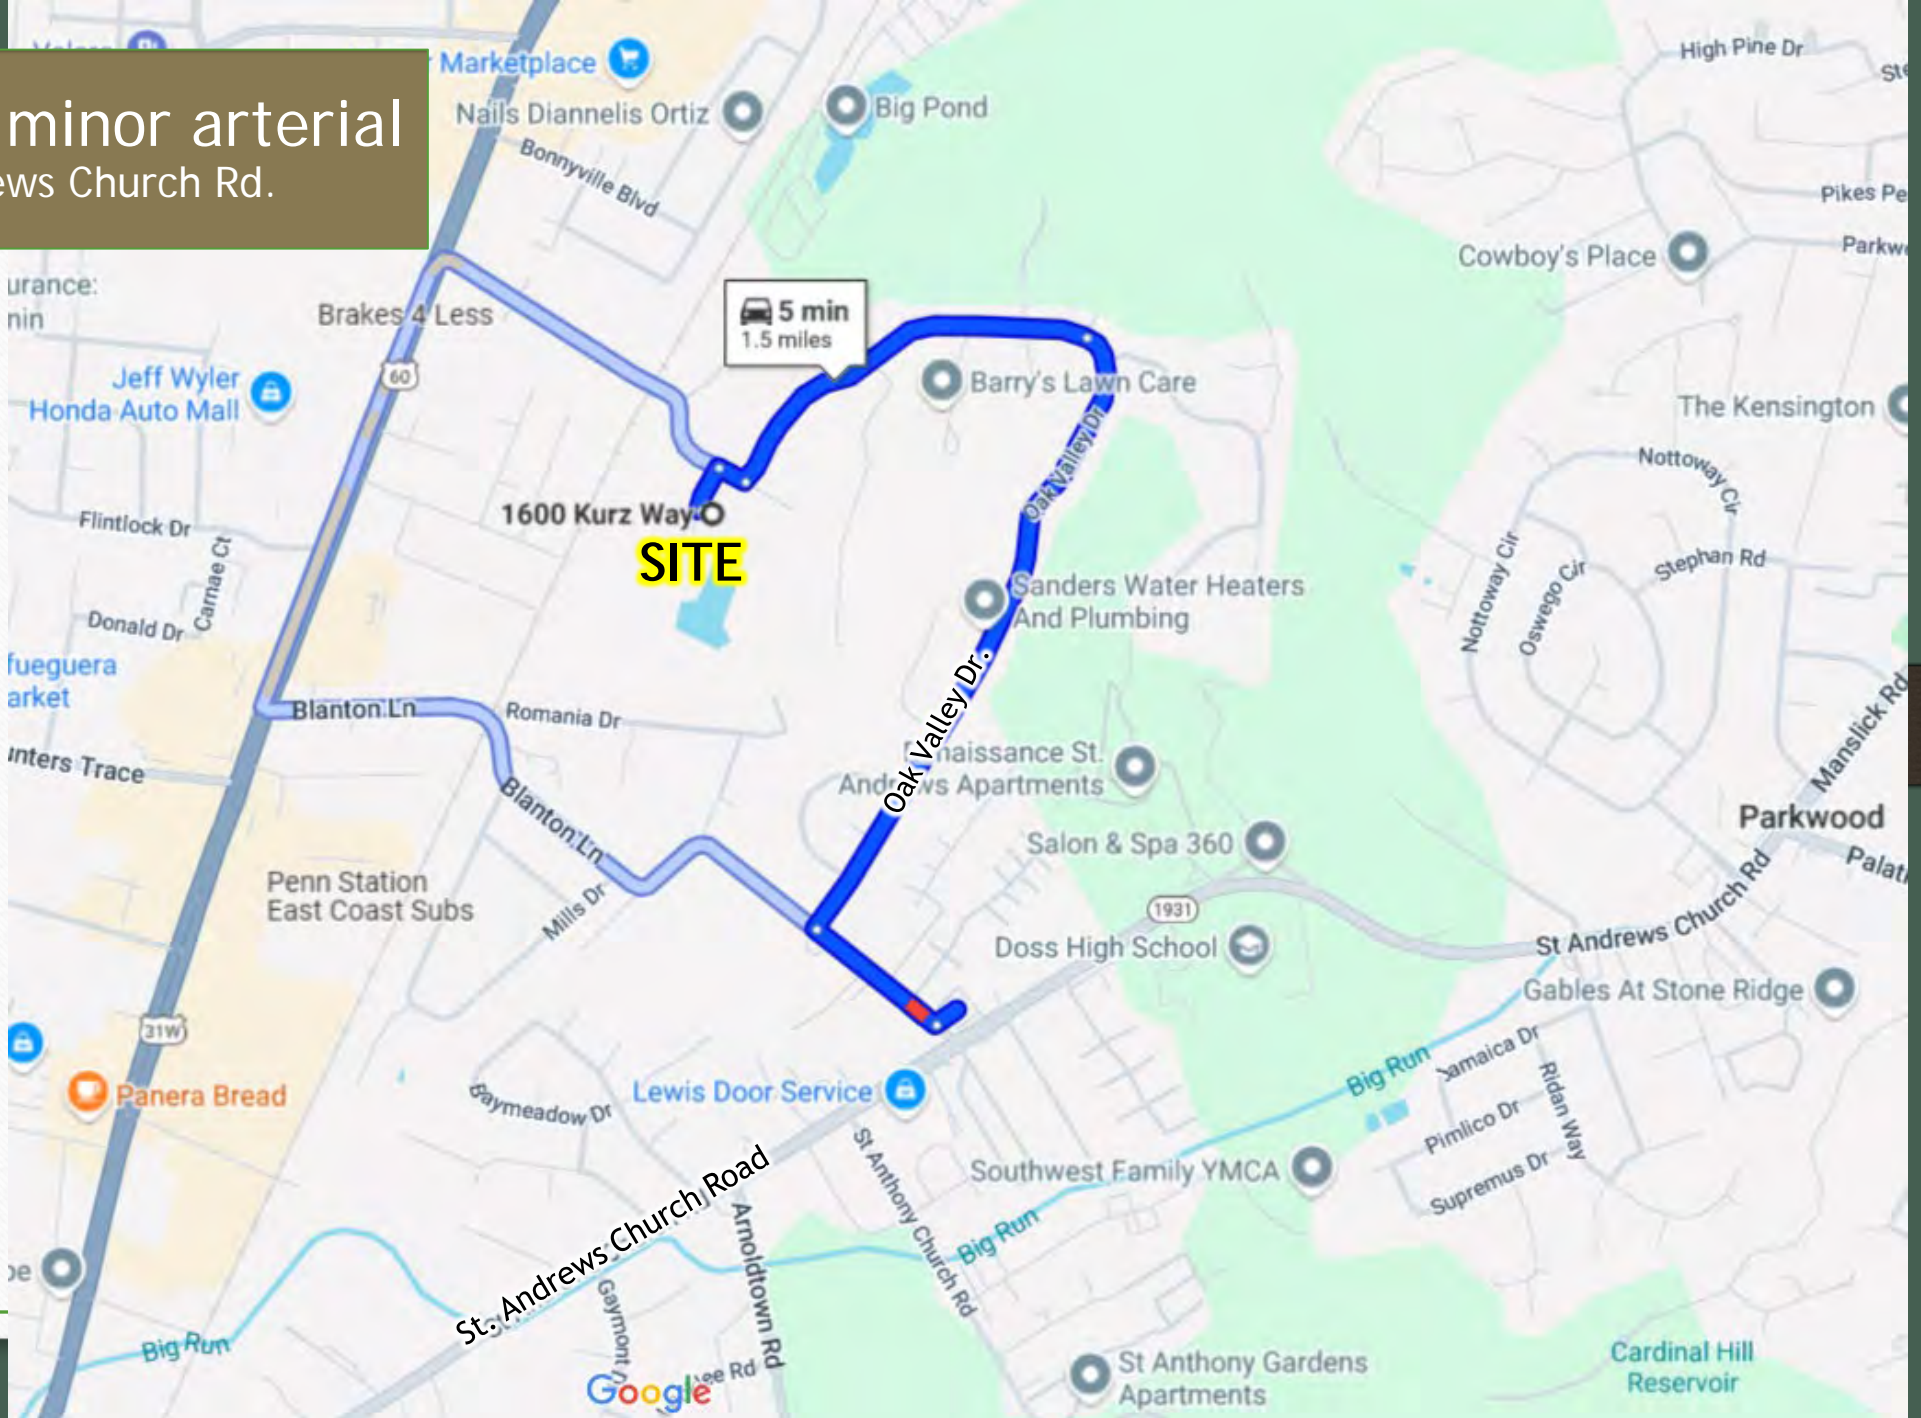 minor arterial
Church Rd.
Marketplace
Nails Diannelis Ortiz
Big Pond
High Pine Dr
Bonnyville Blvd
Cowboy's Place
Brakes 4 Less
5 min
1.5 miles
60
Jeff Wyler
Honda Auto Mall
Barry's Lawn Care
The Kensington
Oak Valley Dr
Nottoway Cir
1600 Kurz Way
SITE
Flintlock Dr
Carnae Ct
Donald Dr
Stephan Rd
Nottoway Cir
Oswego Cir
Sanders Water Heaters
And Plumbing
Oak Valley Dr.
Blanton Ln
Romania Dr
Trace
St.
Apartments
Manslick Rd
Parkwood
Blanton Ln
Salon & Spa 360
Penn Station
East Coast Subs
Mills Dr
1931
Doss High School
St Andrews Church Rd
Gables At Stone Ridge
31W
Panera Bread
Baymeadow Dr
Lewis Door Service
Big Run
Jamaica Dr
Ridan Way
Pimlico Dr
Supremus Dr
St Anthony Church Rd
Southwest Family YMCA
St. Andrews Church Road
Arnoldtown Rd
Big Run
Big Run
Gaymont
Rd
Google
St Anthony Gardens
Apartments
Cardinal Hill
Reservoir